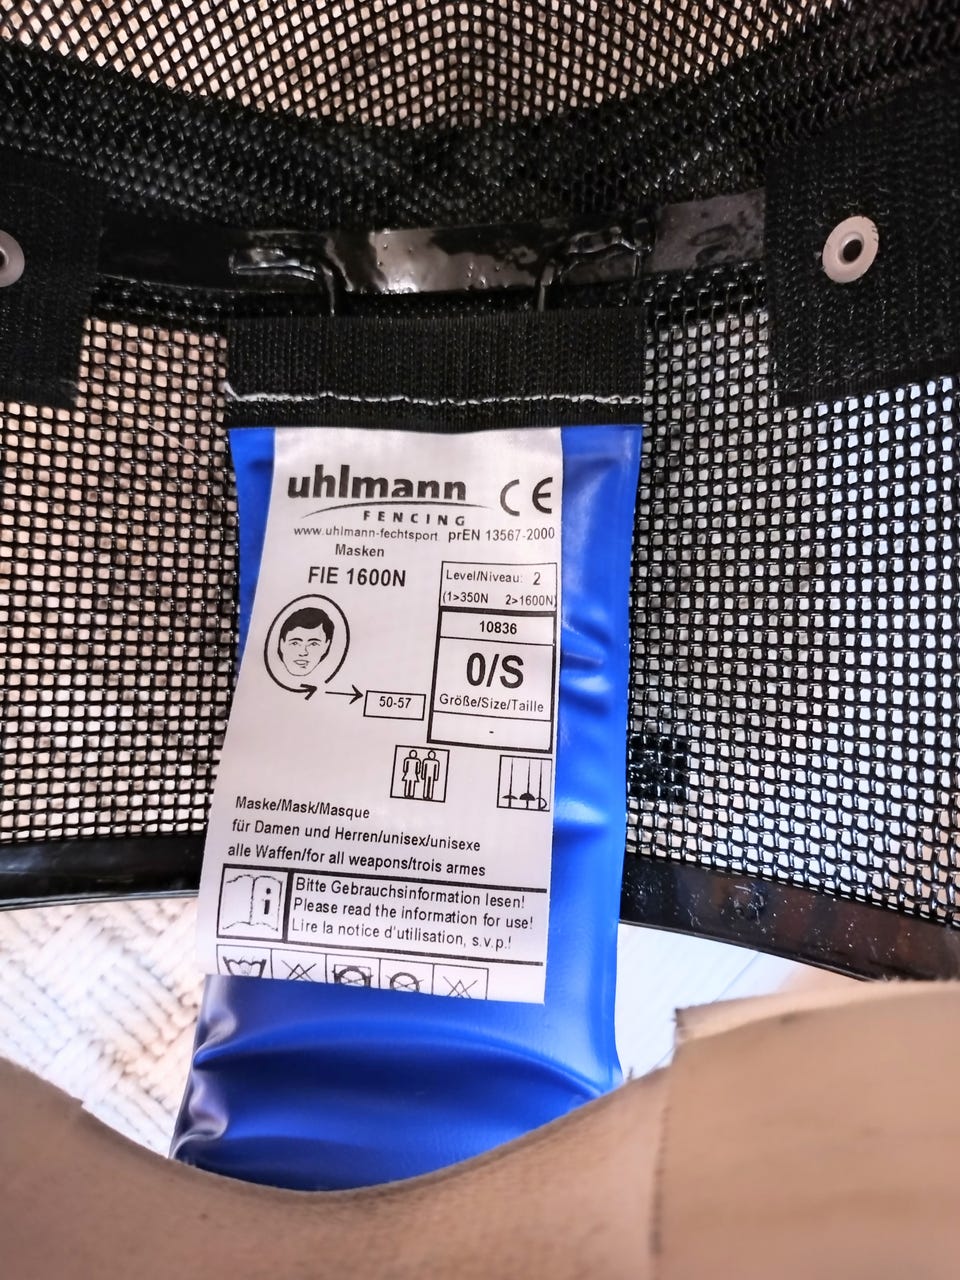 uhlmann
FENCING
CE
www.uhlmann-fechtsport
prEN 13567-2000
Masken
FIE 1600N
Level/Niveau: 2
(1>350N 2>1600N)
10836
0/S
Größe/Size/Taille
-
50-57
Maske/Mask/Masque
für Damen und Herren/unisex/unisexe
alle Waffen/for all weapons/trois armes
i
Bitte Gebrauchsinformation lesen!
Please read the information for use!
Lire la notice d'utilisation, s.v.p.!